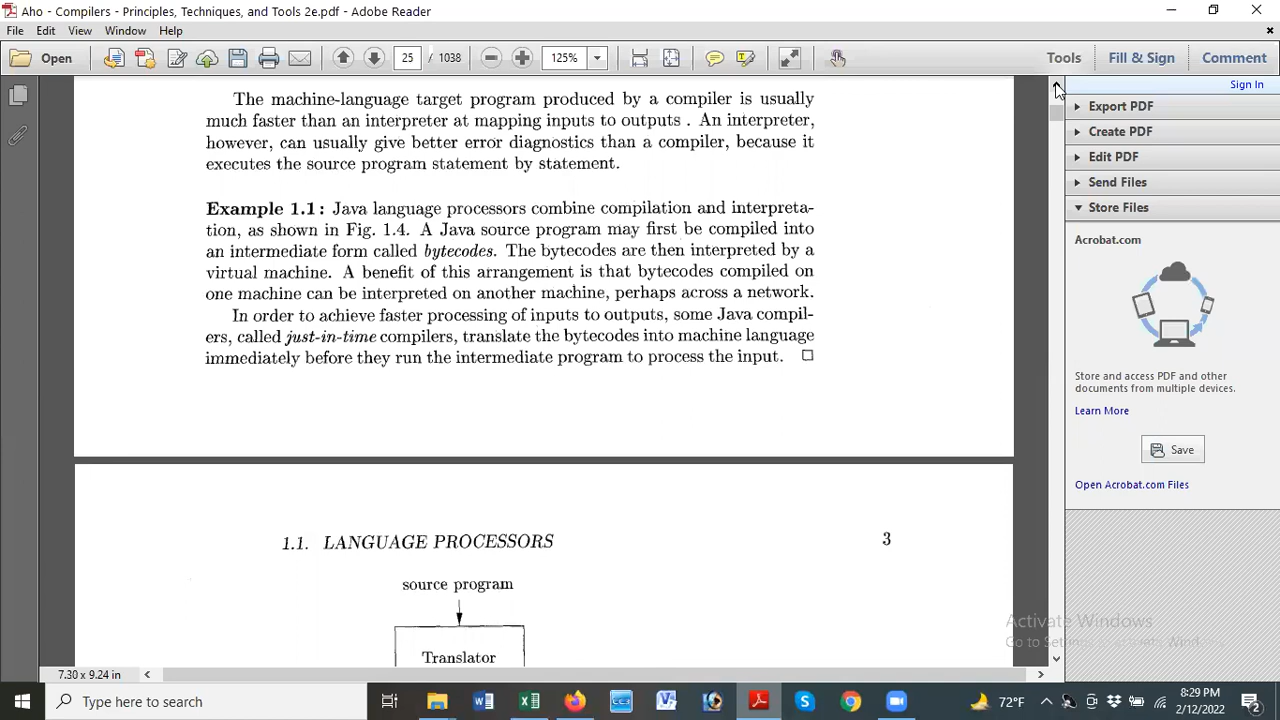 Aho - Compilers - Principles, Techniques, and Tools 2e.pdf - Adobe Reader
File Edit View Window Help
Open 25 / 1038 125% Tools Fill & Sign Comment
Sign In
Export PDF
Create PDF
Edit PDF
Send Files
Store Files
Acrobat.com
Store and access PDF and other
documents from multiple devices.
Learn More
Save
Open Acrobat.com Files
The machine-language target program produced by a compiler is usually
much faster than an interpreter at mapping inputs to outputs . An interpreter,
however, can usually give better error diagnostics than a compiler, because it
executes the source program statement by statement.
Example 1.1: Java language processors combine compilation and interpreta-
tion, as shown in Fig. 1.4. A Java source program may first be compiled into
an intermediate form called bytecodes. The bytecodes are then interpreted by a
virtual machine. A benefit of this arrangement is that bytecodes compiled on
one machine can be interpreted on another machine, perhaps across a network.
In order to achieve faster processing of inputs to outputs, some Java compil-
ers, called just-in-time compilers, translate the bytecodes into machine language
immediately before they run the intermediate program to process the input. □
1.1. LANGUAGE PROCESSORS 3
source program
Translator
Activate Windows
Go to Settings to activate Windows.
7.30 x 9.24 in
Type here to search
CC3
72°F
8:29 PM
2/12/2022
2